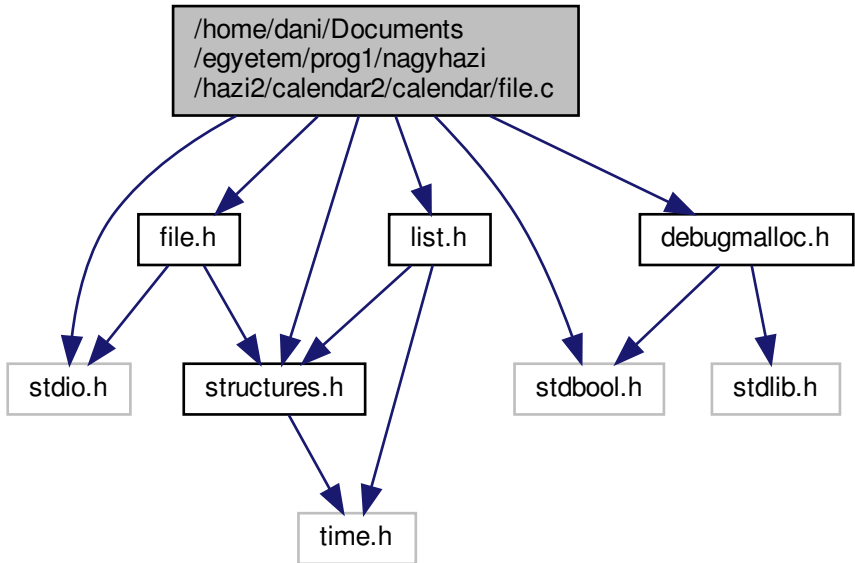 /home/dani/Documents
/egyetem/prog1/nagyhazi
/hazi2/calendar2/calendar/file.c
file.h
list.h
debugmalloc.h
stdio.h
structures.h
stdbool.h
stdlib.h
time.h